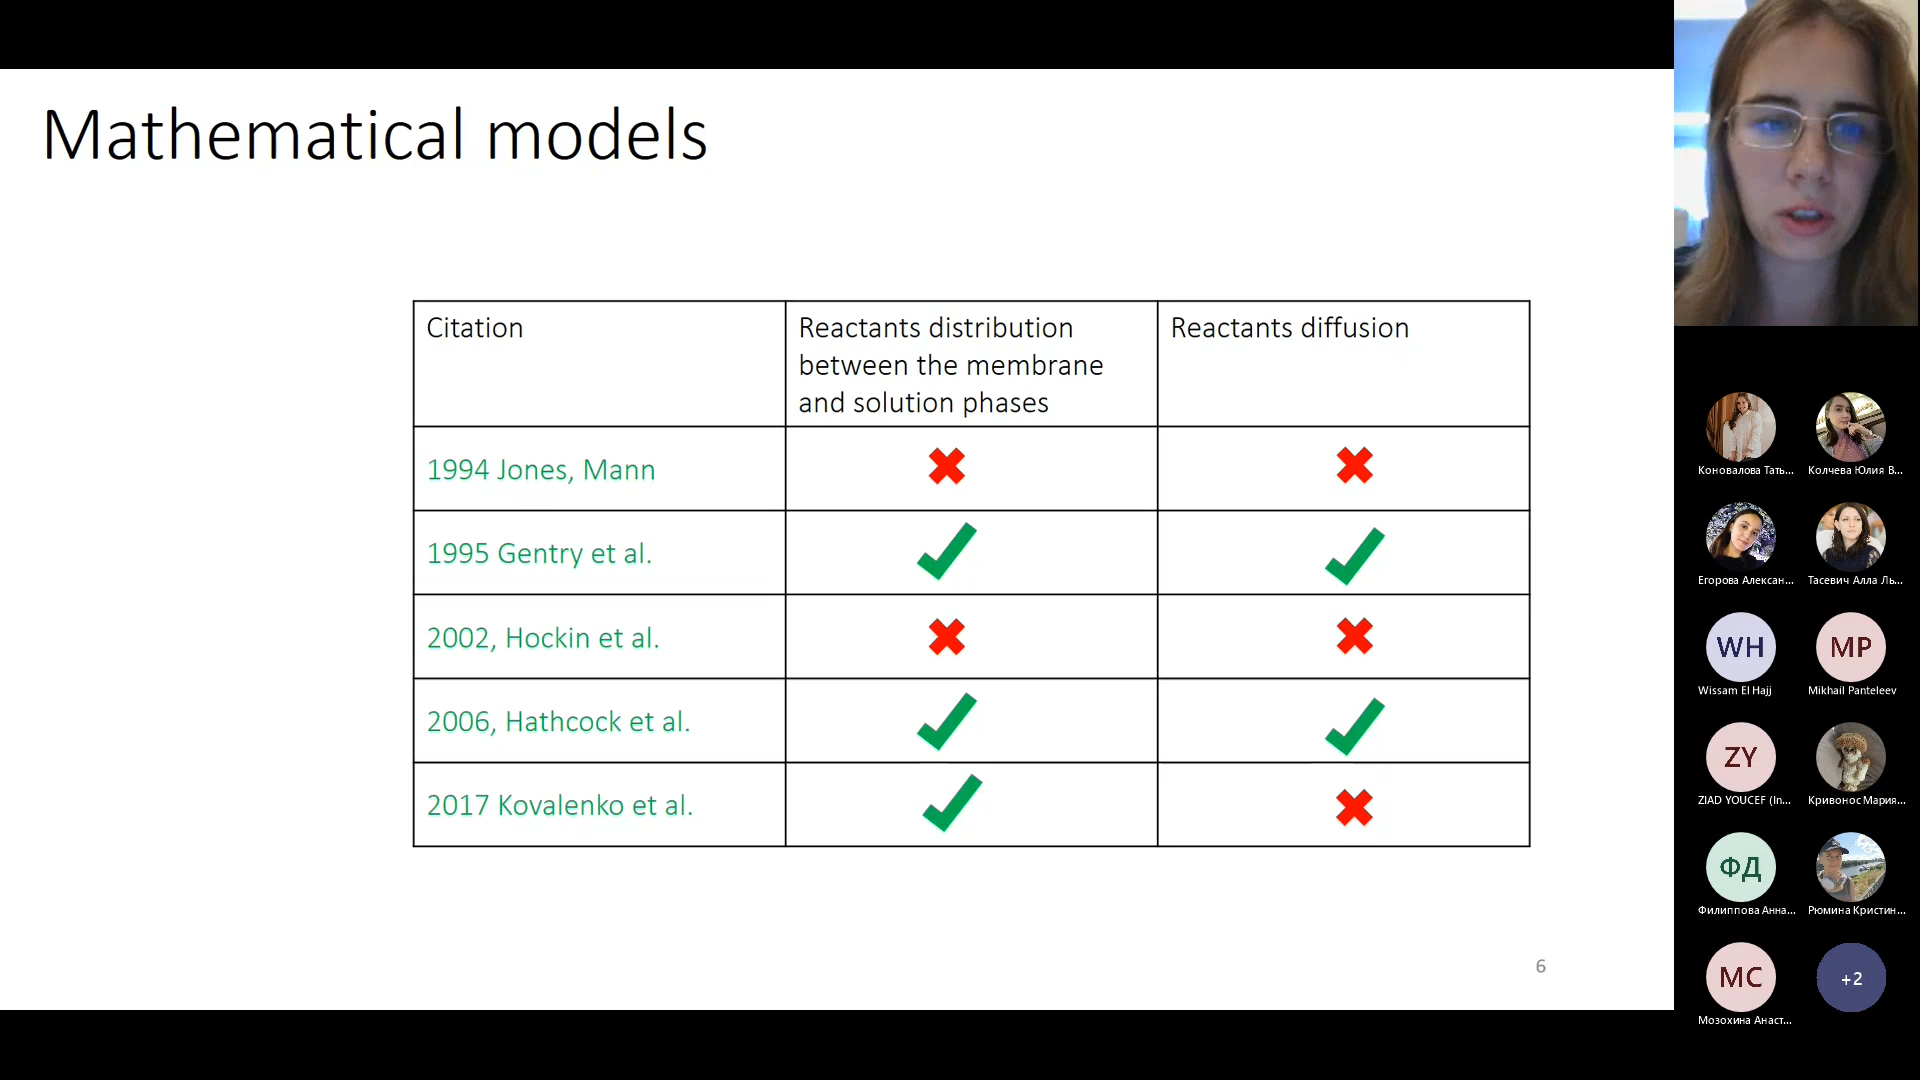 Mathematical models
Citation
Reactants distribution
between the membrane
and solution phases
Reactants diffusion
1994 Jones, Mann
1995 Gentry et al.
2002, Hockin et al.
2006, Hathcock et al.
2017 Kovalenko et al.
6
Коновалова Тать...
Колчева Юлия В...
Егорова Алексан...
Тасевич Алла Ль...
WH
MP
Wissam El Hajj
Mikhail Panteleev
ZY
ZIAD YOUCEF (In...
Кривонос Мария...
ФД
Филиппова Анна...
Рюмина Кристин...
МС
+2
Мозохина Анаст...